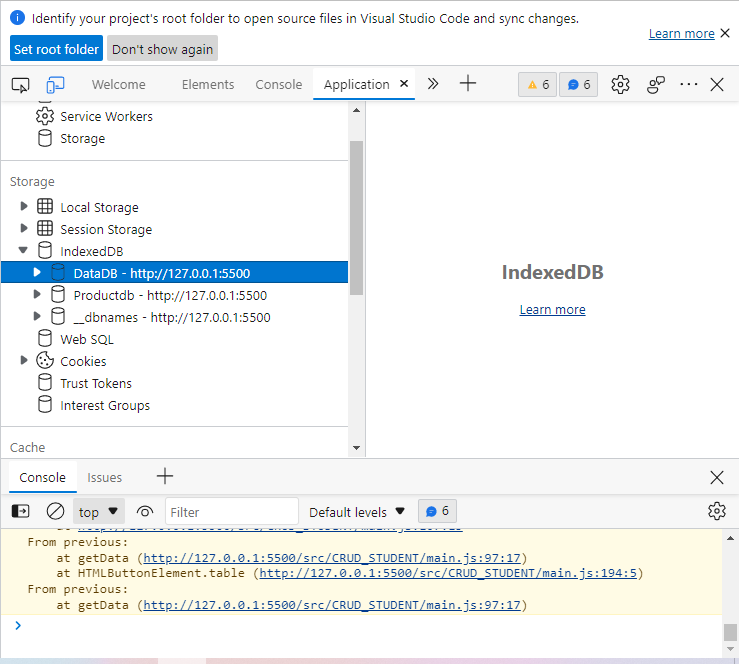 Identify your project's root folder to open source files in Visual Studio Code and sync changes.
Learn more
Set root folder Don't show again
Welcome Elements Console Application 6 6
Service Workers
Storage
Storage
Local Storage
Session Storage
IndexedDB
DataDB - http://127.0.0.1:5500
Productdb - http://127.0.0.1:5500
__dbnames - http://127.0.0.1:5500
Web SQL
Cookies
Trust Tokens
Interest Groups
Cache
IndexedDB
Learn more
Console Issues
top Filter Default levels 6
From previous:
at getData (http://127.0.0.1:5500/src/CRUD_STUDENT/main.js:97:17)
at HTMLButtonElement.table (http://127.0.0.1:5500/src/CRUD_STUDENT/main.js:194:5)
From previous:
at getData (http://127.0.0.1:5500/src/CRUD_STUDENT/main.js:97:17)